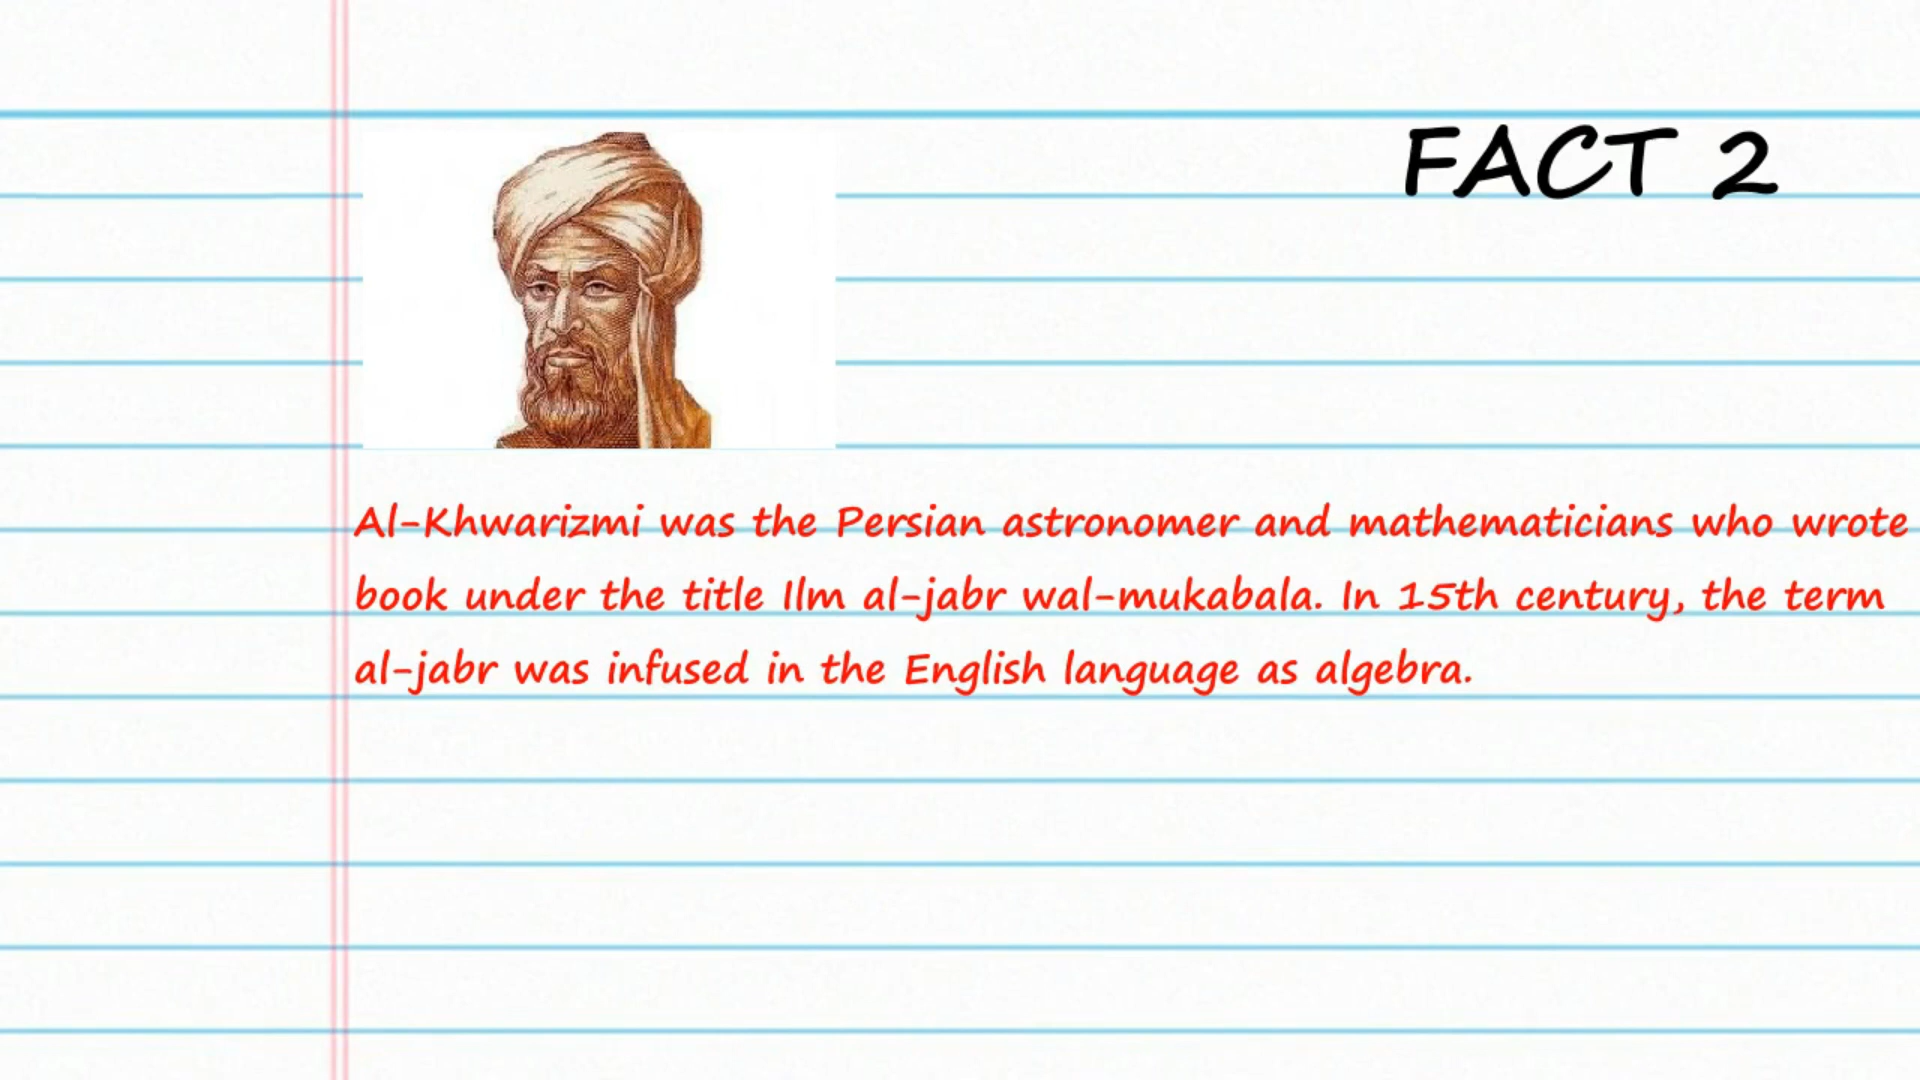 FACT 2
Al-Khwarizmi was the Persian astronomer and mathematicians who wrote
book under the title Ilm al-jabr wal-mukabala. In 15th century, the term
al-jabr was infused in the English language as algebra.